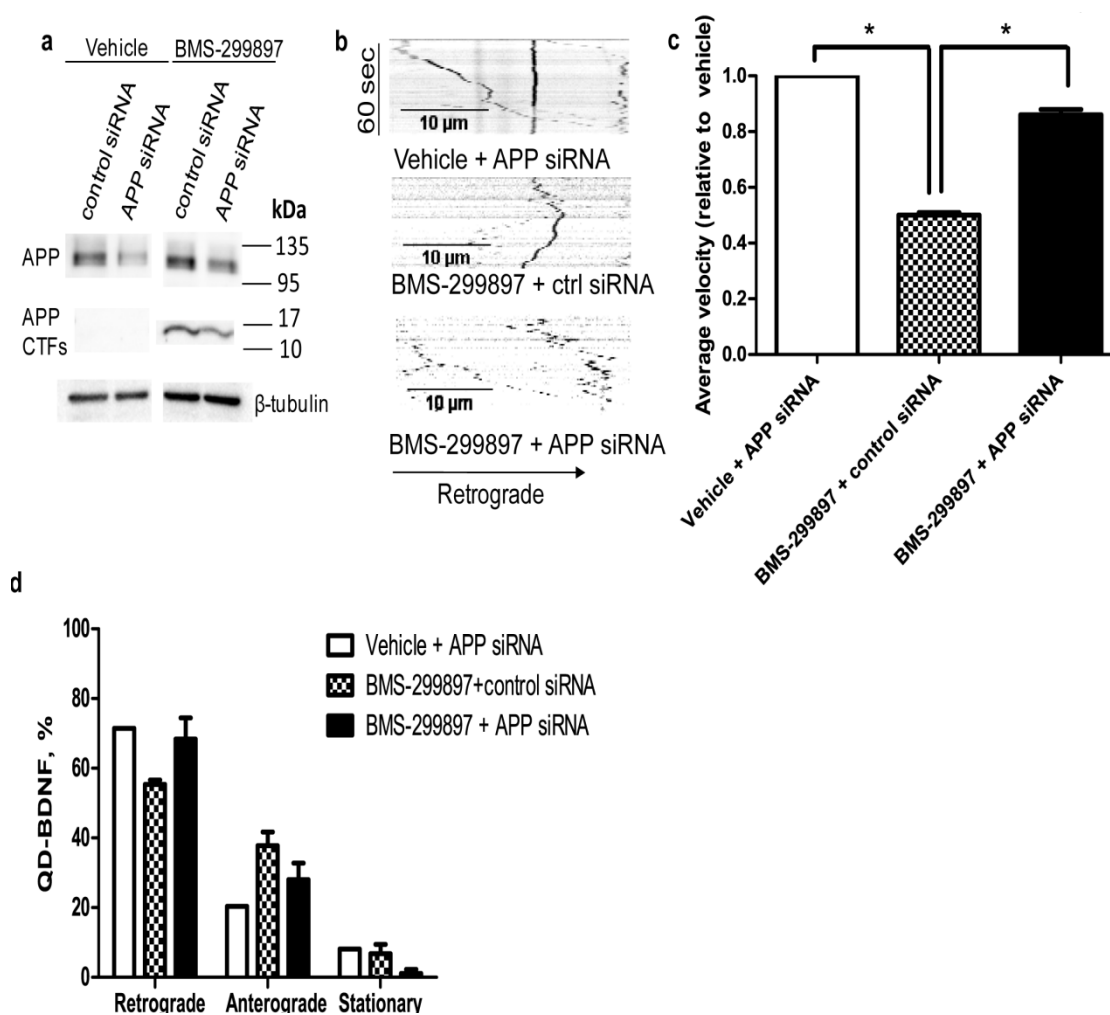 a
Vehicle
BMS-299897
control siRNA
APP siRNA
control siRNA
APP siRNA
kDa
APP
135
95
APP
CTFs
17
10
β-tubulin
b
60 sec
10 µm
Vehicle + APP siRNA
10 µm
BMS-299897 + ctrl siRNA
10 µm
BMS-299897 + APP siRNA
Retrograde
c
*
*
Average velocity (relative to vehicle)
1.0
0.8
0.6
0.4
0.2
0.0
Vehicle + APP siRNA
BMS-299897 + control siRNA
BMS-299897 + APP siRNA
d
QD-BDNF, %
100
80
60
40
20
0
Vehicle + APP siRNA
BMS-299897+control siRNA
BMS-299897 + APP siRNA
Retrograde
Anterograde
Stationary